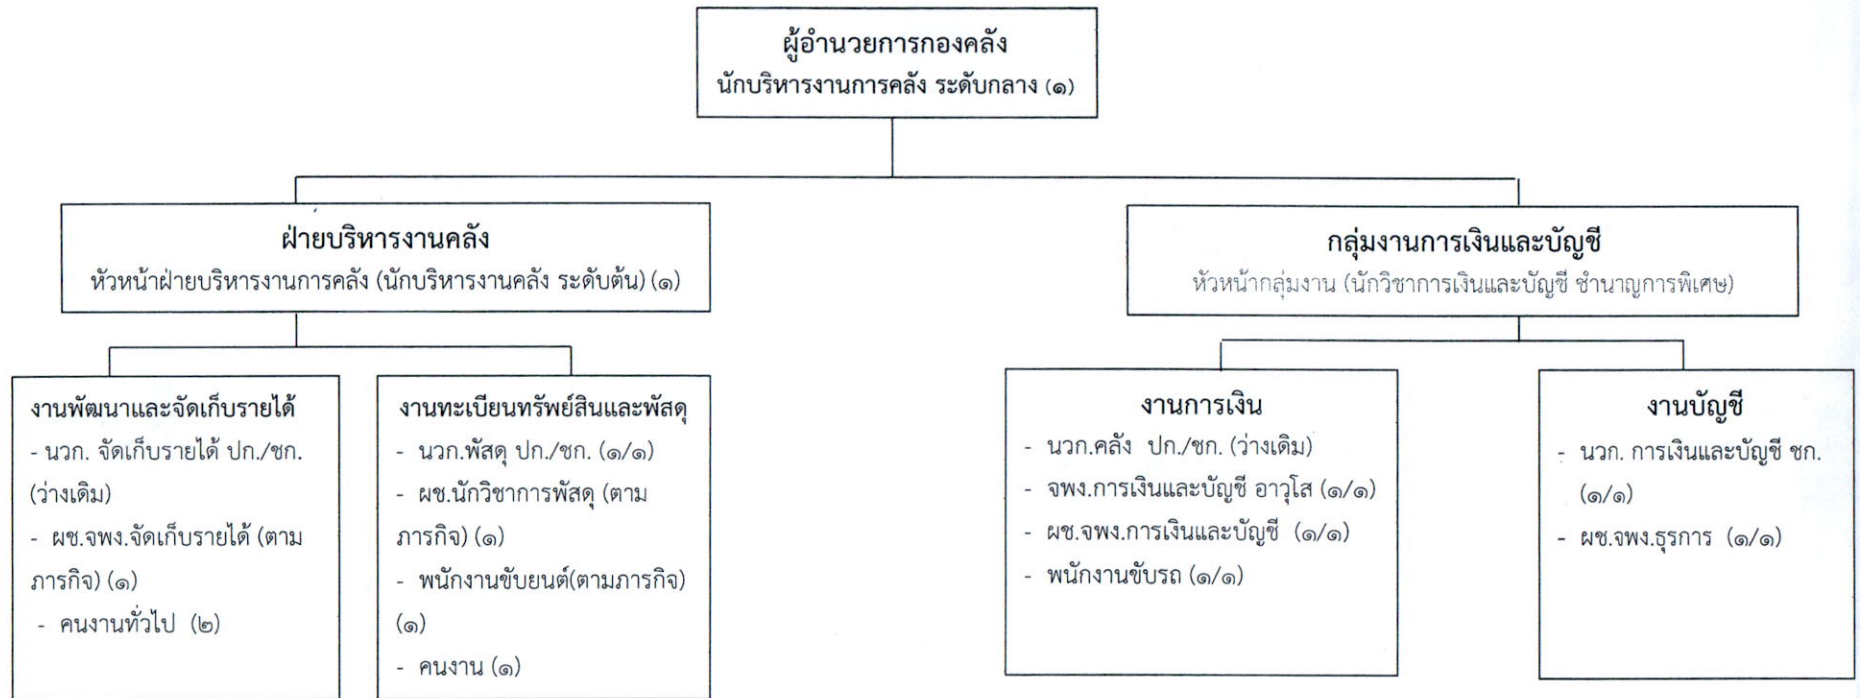 ผู้อำนวยการกองคลัง
นักบริหารงานการคลัง ระดับกลาง (๑)
ฝ่ายบริหารงานคลัง
หัวหน้าฝ่ายบริหารงานการคลัง (นักบริหารงานคลัง ระดับต้น) (๑)
กลุ่มงานการเงินและบัญชี
หัวหน้ากลุ่มงาน (นักวิชาการเงินและบัญชี ชำนาญการพิเศษ)
งานพัฒนาและจัดเก็บรายได้
- นวก. จัดเก็บรายได้ ปก./ชก.
(ว่างเดิม)
- ผช.จพง.จัดเก็บรายได้ (ตาม
ภารกิจ) (๑)
- คนงานทั่วไป (๒)
งานทะเบียนทรัพย์สินและพัสดุ
- นวก.พัสดุ ปก./ชก. (๑/๑)
- ผช.นักวิชาการพัสดุ (ตาม
ภารกิจ) (๑)
- พนักงานขับยนต์(ตามภารกิจ)
(๑)
- คนงาน (๑)
งานการเงิน
- นวก.คลัง ปก./ชก. (ว่างเดิม)
- จพง.การเงินและบัญชี อาวุโส (๑/๑)
- ผช.จพง.การเงินและบัญชี (๑/๑)
- พนักงานขับรถ (๑/๑)
งานบัญชี
- นวก. การเงินและบัญชี ชก.
(๑/๑)
- ผช.จพง.ธุรการ (๑/๑)